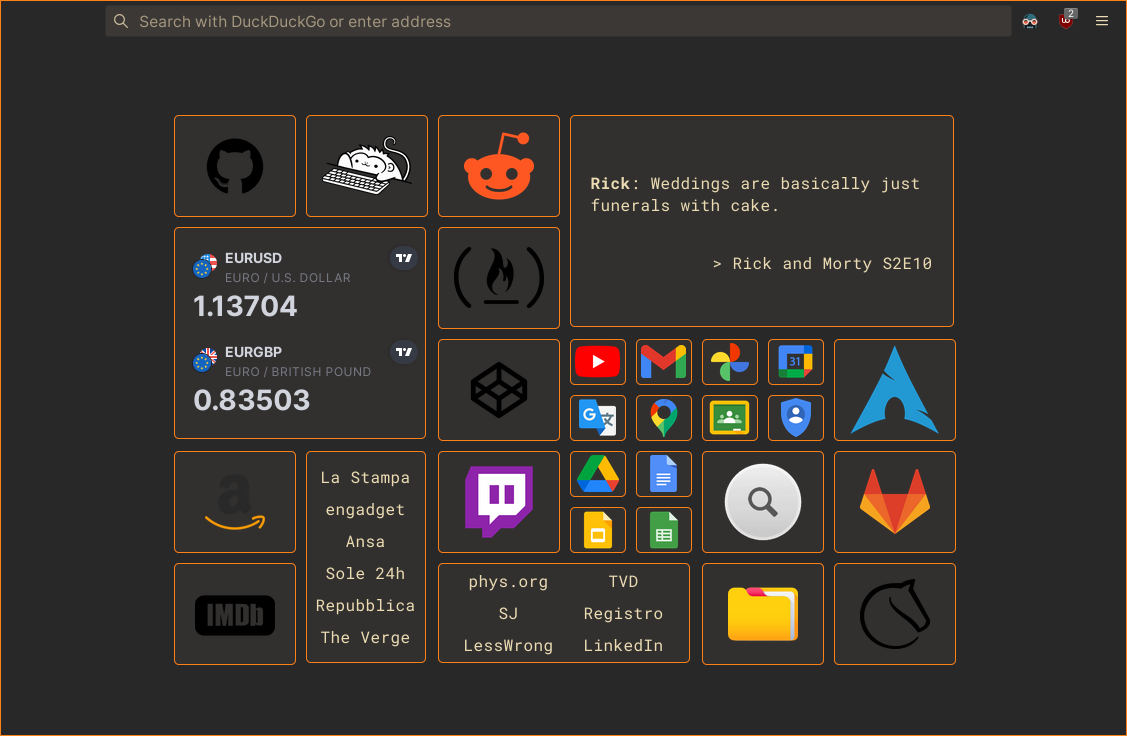 Search with DuckDuckGo or enter address
2
Rick: Weddings are basically just
funerals with cake.
> Rick and Morty S2E10
EURUSD
EURO / U.S. DOLLAR
1.13704
EURGBP
EURO / BRITISH POUND
0.83503
31
G
a
La Stampa
engadget
Ansa
Sole 24h
Repubblica
The Verge
IMDb
phys.org
TVD
SJ
Registro
LessWrong
LinkedIn